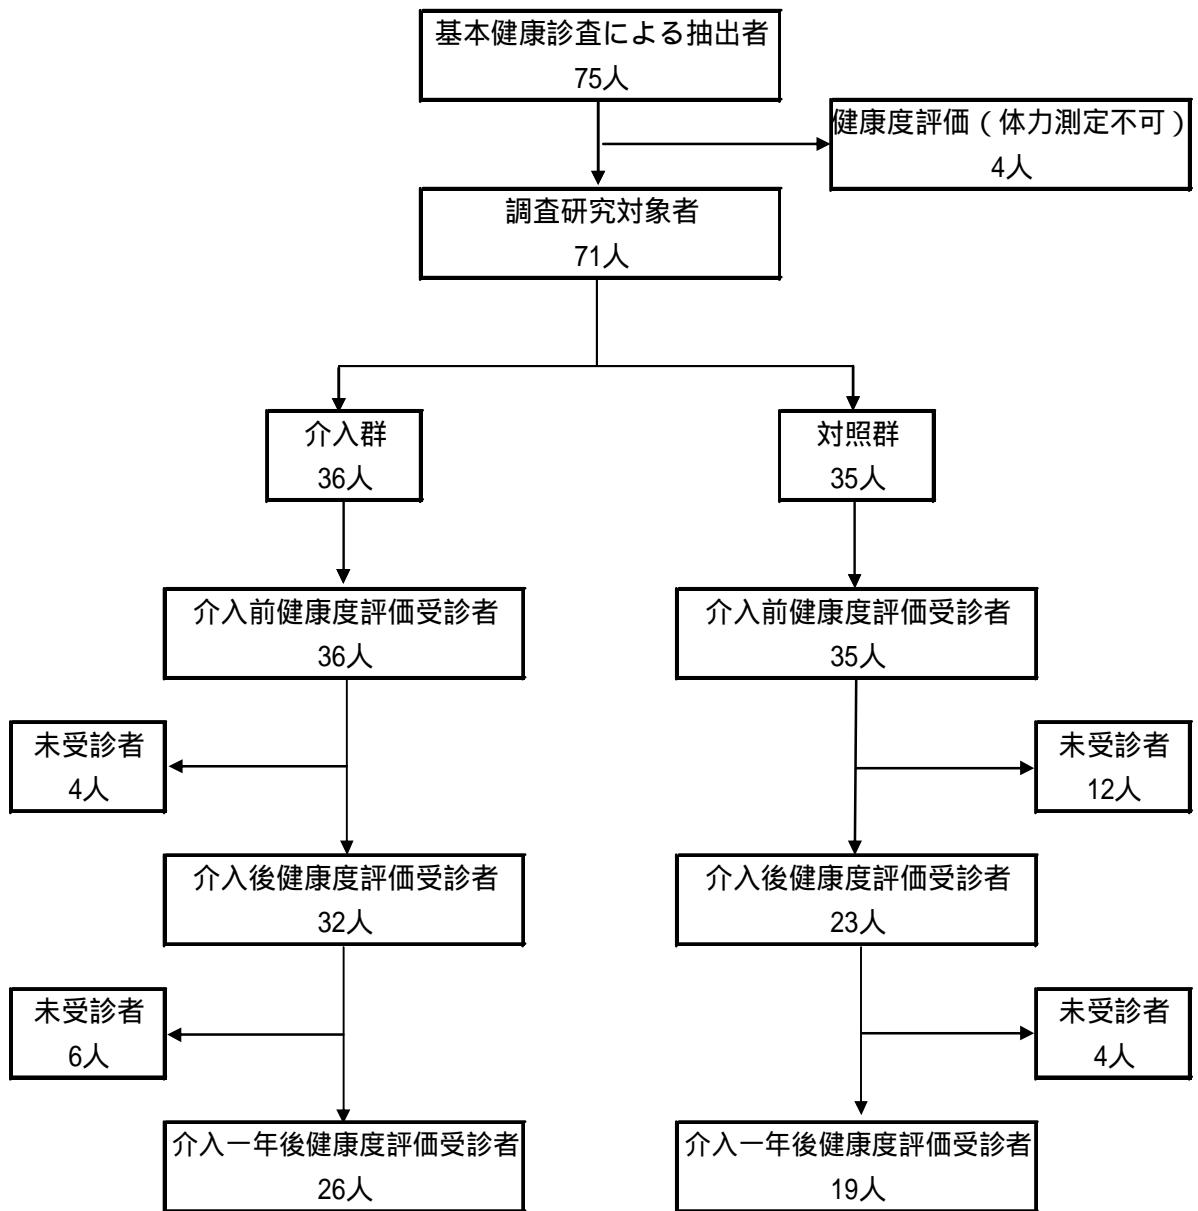 基本健康診査による抽出者
75人
健康度評価（体力測定不可）
4人
調査研究対象者
71人
介入群
36人
対照群
35人
介入前健康度評価受診者
36人
介入前健康度評価受診者
35人
未受診者
4人
未受診者
12人
介入後健康度評価受診者
32人
介入後健康度評価受診者
23人
未受診者
6人
未受診者
4人
介入一年後健康度評価受診者
26人
介入一年後健康度評価受診者
19人